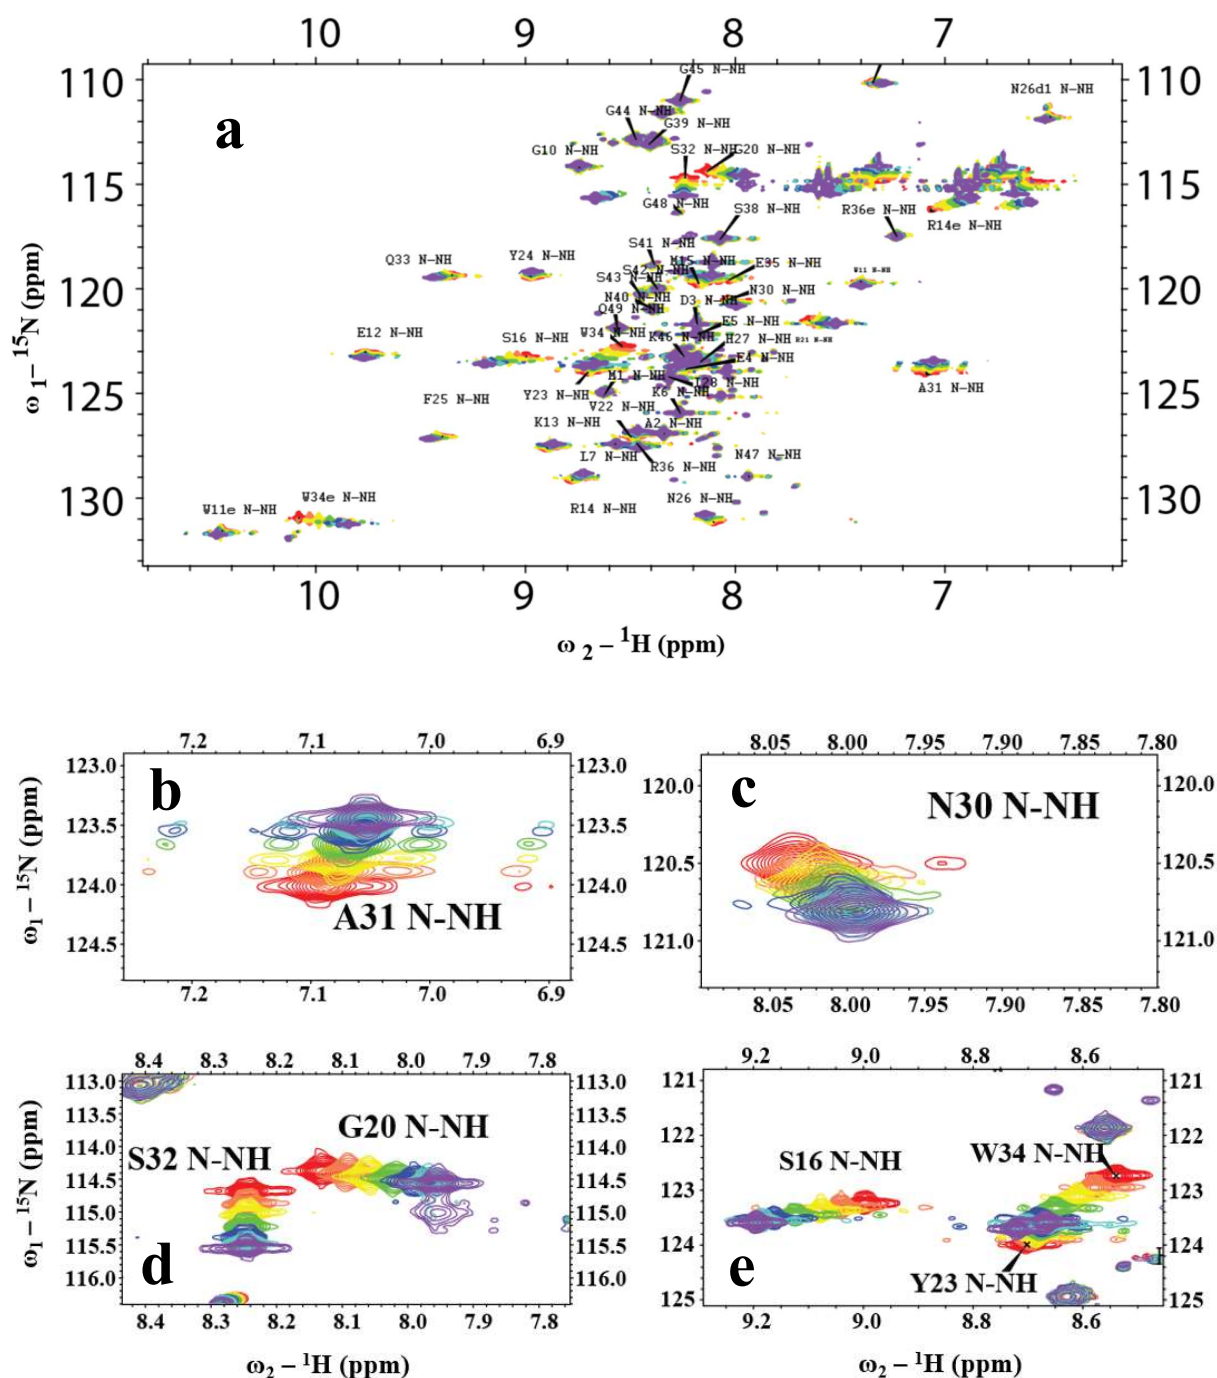 10 9 8 7
110 110
115 115
120 120
125 125
130 130
a
G45 N-NH
N26d1 N-NH
G44 N-NH
G39 N-NH
G10 N-NH
S32 N-NH
G20 N-NH
G48 N-NH
S38 N-NH
R36e N-NH
R14e N-NH
S41 N-NH
Q33 N-NH
Y24 N-NH
M15 N-NH
E35 N-NH
S42 N-NH
S43 N-NH
W11 N-NH
N30 N-NH
N40 N-NH
D3 N-NH
Q49 N-NH
E5 N-NH
E12 N-NH
S16 N-NH
W34 N-NH
K46 N-NH
H27 N-NH
E4 N-NH
M1 N-NH
F25 N-NH
Y23 N-NH
K6 N-NH
V22 N-NH
K13 N-NH
A2 N-NH
A31 N-NH
L7 N-NH
R36 N-NH
N47 N-NH
W11e N-NH
W34e N-NH
R14 N-NH
N26 N-NH
10 9 8 7
ω1– 15N (ppm)
ω 2 – 1H (ppm)
7.2 7.1 7.0 6.9
123.0 123.0
123.5 123.5
124.0 124.0
124.5 124.5
b
A31 N-NH
7.2 7.1 7.0 6.9
ω1– 15N (ppm)
8.05 8.00 7.95 7.90 7.85 7.80
120.0 120.0
120.5 120.5
121.0 121.0
c
N30 N-NH
8.05 8.00 7.95 7.90 7.85 7.80
8.4 8.3 8.2 8.1 8.0 7.9 7.8
113.0 113.0
113.5 113.5
114.0 114.0
114.5 114.5
115.0 115.0
115.5 115.5
116.0 116.0
G20 N-NH
S32 N-NH
d
8.4 8.3 8.2 8.1 8.0 7.9 7.8
ω1– 15N (ppm)
ω2 – 1H (ppm)
9.2 9.0 8.8 8.6
121 121
122 122
123 123
124 124
125 125
W34 N-NH
S16 N-NH
Y23 N-NH
e
9.2 9.0 8.8 8.6
ω2 – 1H (ppm)